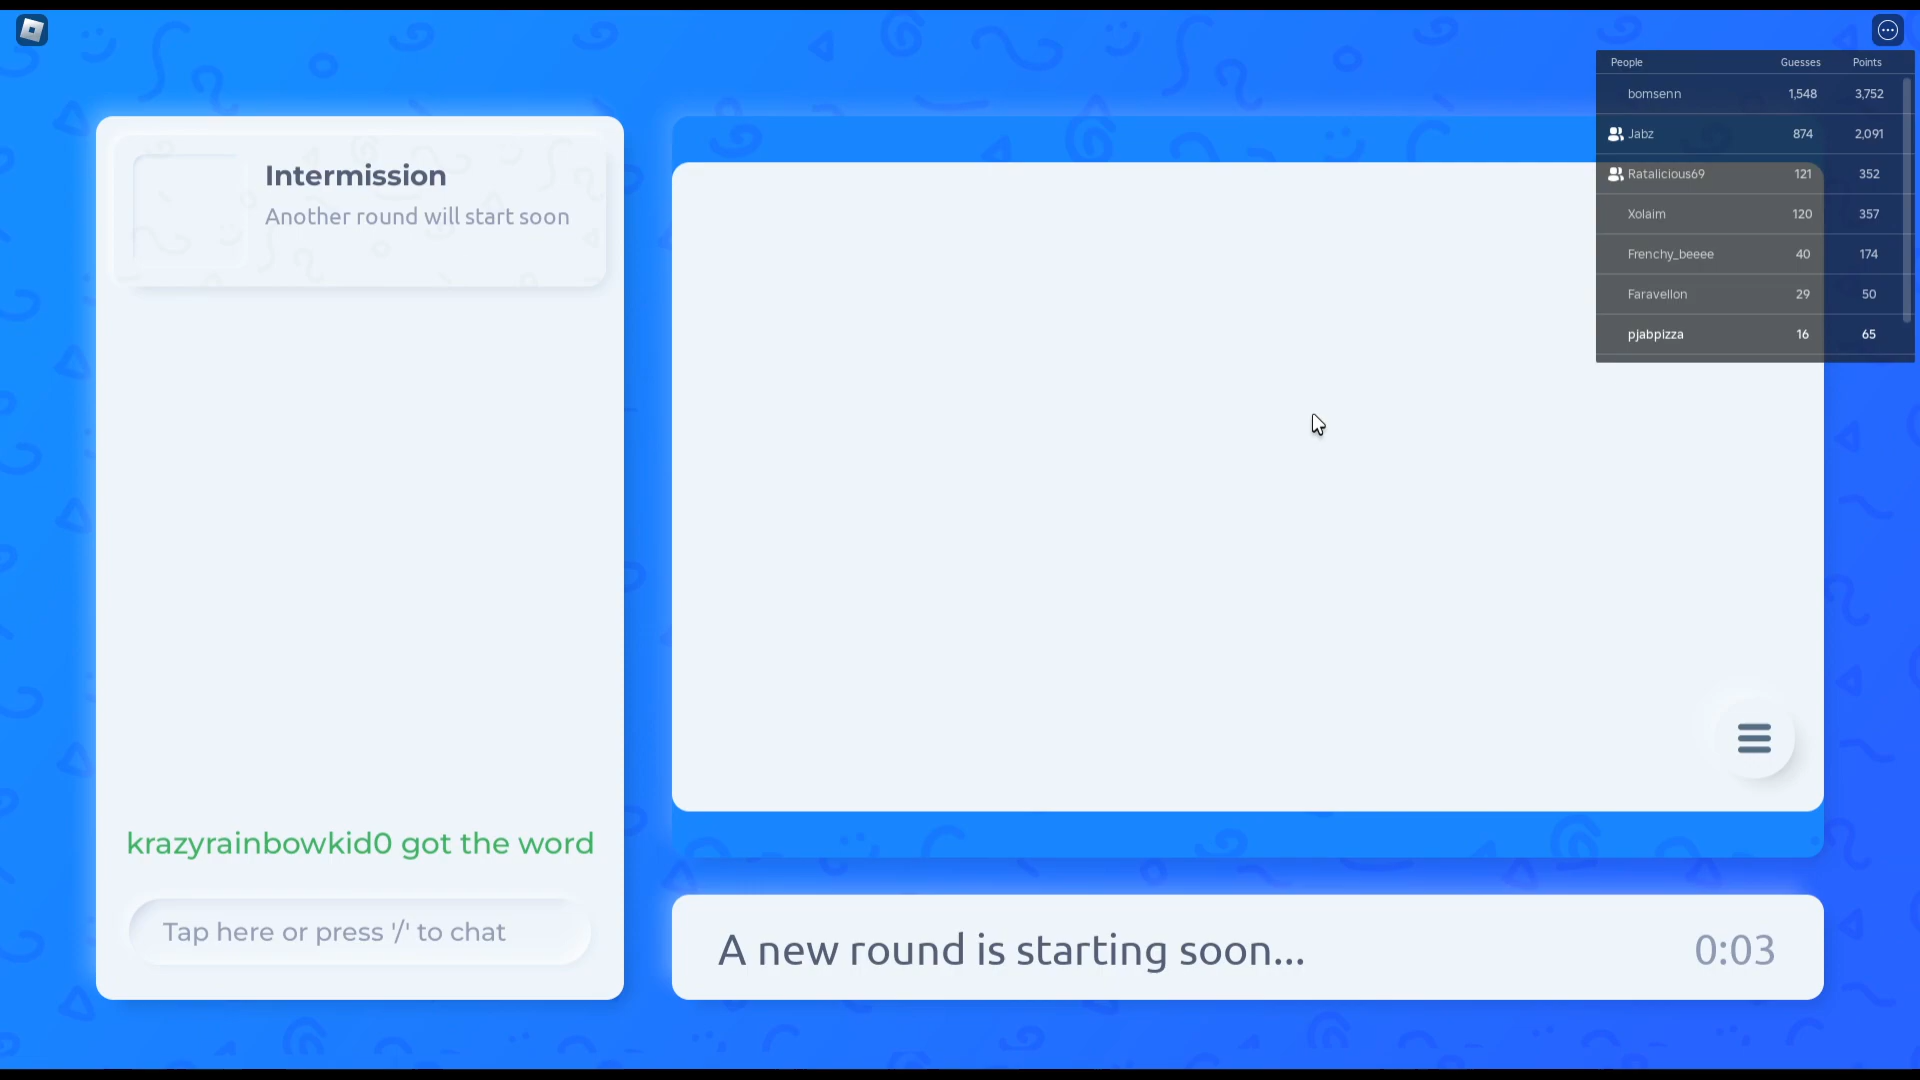 People Guesses Points
bomsenn 1,548 3,752
Jabz 874 2,091
Ratalicious69 121 352
Xolaim 120 357
Frenchy_beeee 40 174
Faravellon 29 50
pjabpizza 16 65
Intermission
Another round will start soon
krazyrainbowkid0 got the word
Tap here or press '/' to chat
A new round is starting soon... 0:03